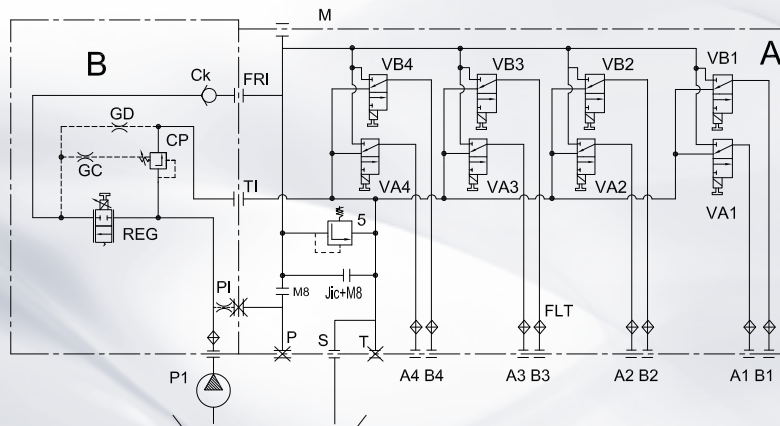 M
B
A
Ck
FRI
VB4
VB3
VB2
VB1
GD
CP
GC
TI
VA4
VA3
VA2
VA1
REG
5
PI
M8
Jic+M8
FLT
P
S
T
P1
A4 B4
A3 B3
A2 B2
A1 B1